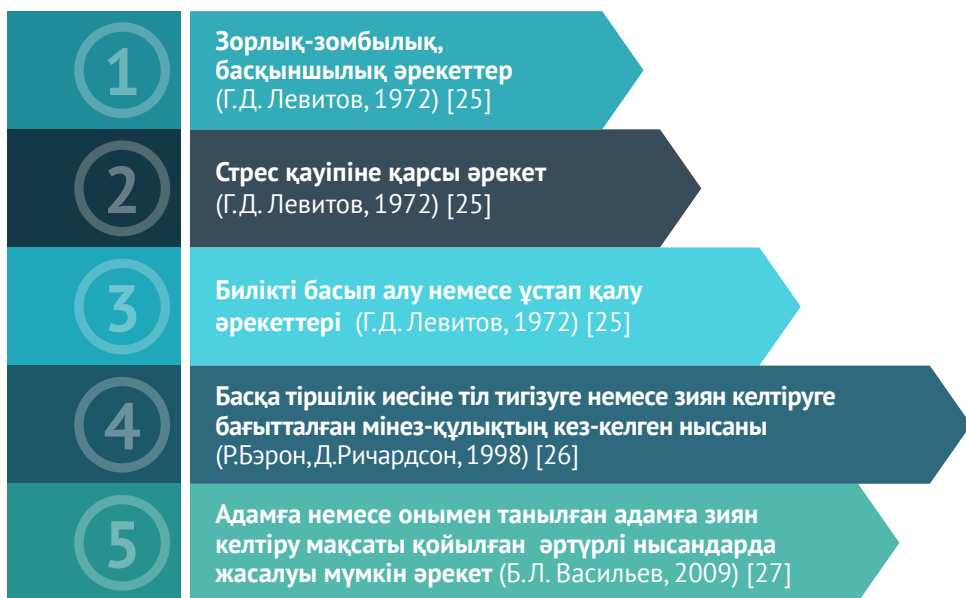 1
Зорлық-зомбылық,
басқыншылық әрекеттер
(Г.Д. Левитов, 1972) [25]
2
Стрес қауіпіне қарсы әрекет
(Г.Д. Левитов, 1972) [25]
3
Билікті басып алу немесе ұстап қалу
әрекеттері (Г.Д. Левитов, 1972) [25]
4
Басқа тіршілік иесіне тіл тигізуге немесе зиян келтіруге
бағытталған мінез-құлықтың кез-келген нысаны
(Р.Бэрон,Д.Ричардсон,1998) [26]
5
Адамға немесе онымен танылған адамға зиян
келтіру мақсаты қойылған әртүрлі нысандарда
жасалуы мүмкін әрекет (Б.Л. Васильев, 2009) [27]